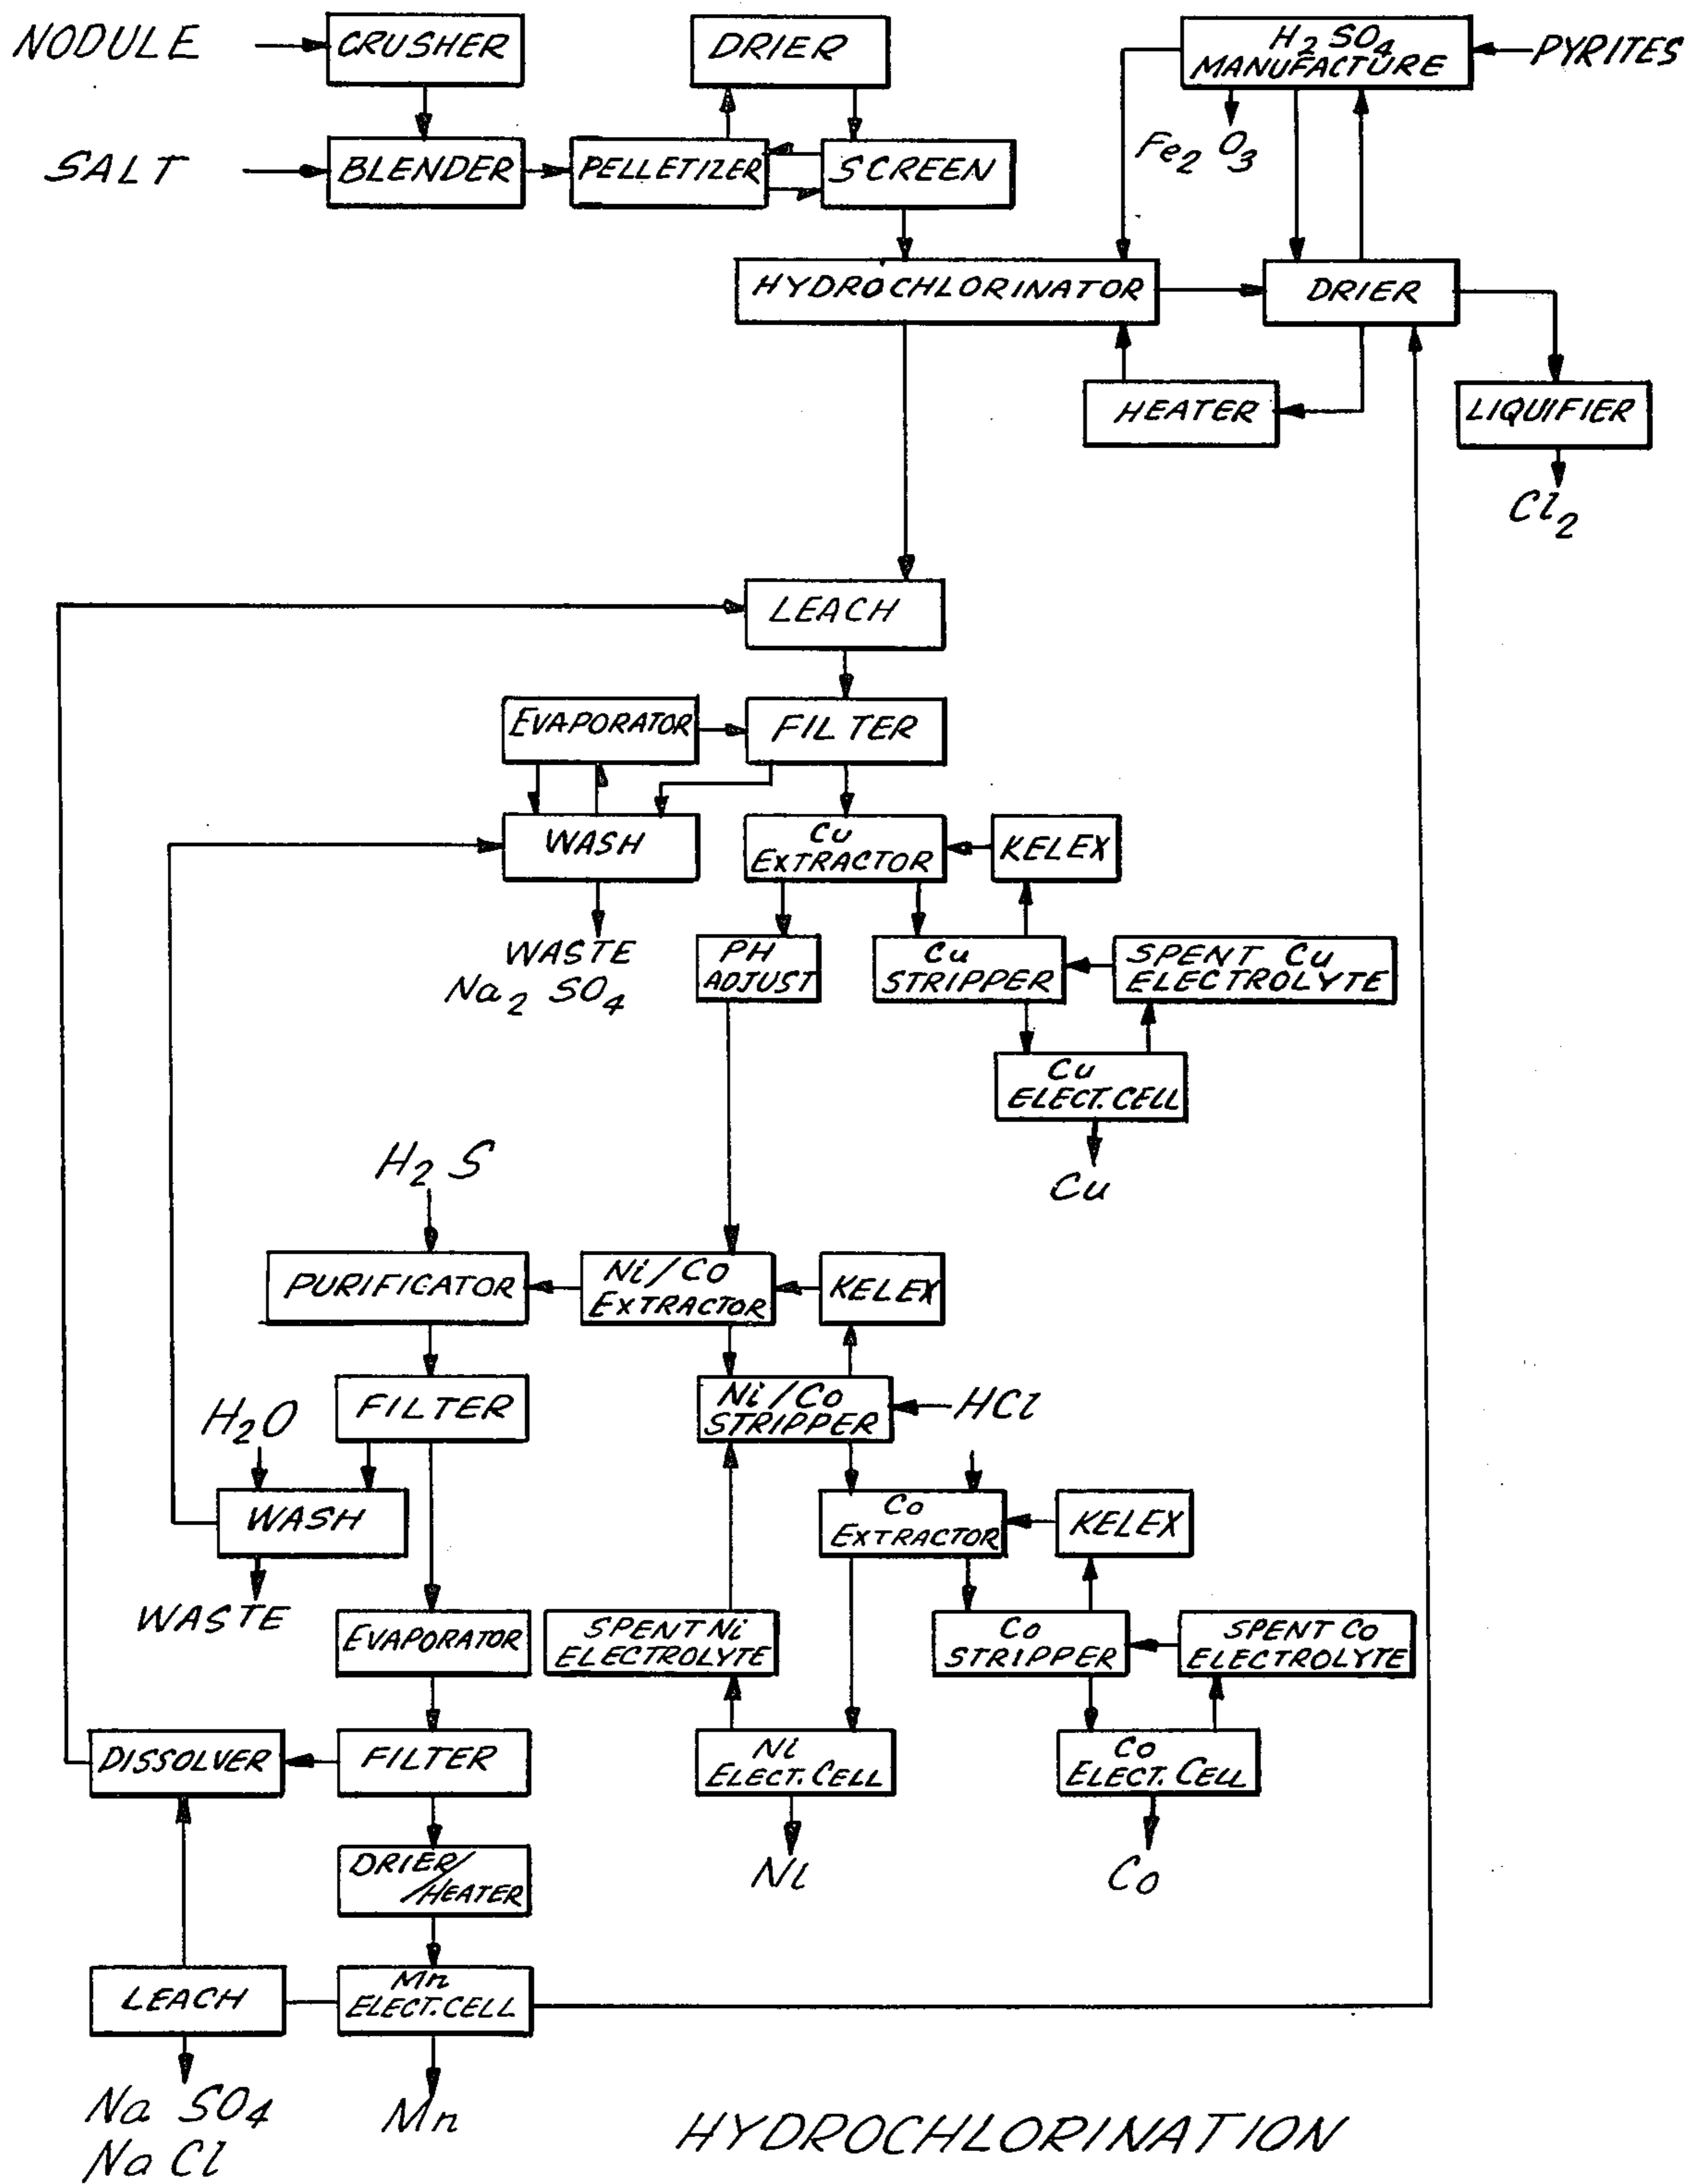 NODULE
CRUSHER
DRIER
H2 SO4
MANUFACTURE
PYRITES
Fe2 O3
SALT
BLENDER
PELLETIZER
SCREEN
HYDROCHLORINATOR
DRIER
HEATER
LIQUIFIER
Cl2
LEACH
EVAPORATOR
FILTER
WASH
Cu
EXTRACTOR
KELEX
WASTE
Na2 SO4
PH
ADJUST
Cu
STRIPPER
SPENT Cu
ELECTROLYTE
Cu
ELECT. CELL
Cu
H2 S
PURIFICATOR
Ni/Co
EXTRACTOR
KELEX
FILTER
Ni/Co
STRIPPER
HCl
H2O
WASH
Co
EXTRACTOR
KELEX
WASTE
EVAPORATOR
SPENT Ni
ELECTROLYTE
Co
STRIPPER
SPENT Co
ELECTROLYTE
DISSOLVER
FILTER
Ni
ELECT. CELL
Co
ELECT. CELL
Ni
Co
DRIER/
HEATER
LEACH
Mn
ELECT. CELL
Na SO4
NaCl
Mn
HYDROCHLORINATION